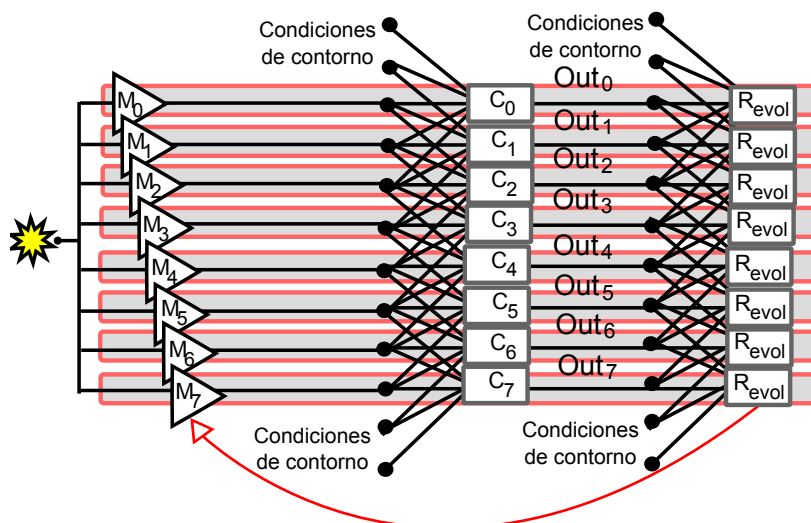 Condiciones
de contorno
Condiciones
de contorno
M0
C0
Out0
Revol
M1
C1
Out1
Revol
M2
C2
Out2
Revol
M3
C3
Out3
Revol
M4
C4
Out4
Revol
M5
C5
Out5
Revol
M6
C6
Out6
Revol
M7
C7
Out7
Revol
Condiciones
de contorno
Condiciones
de contorno